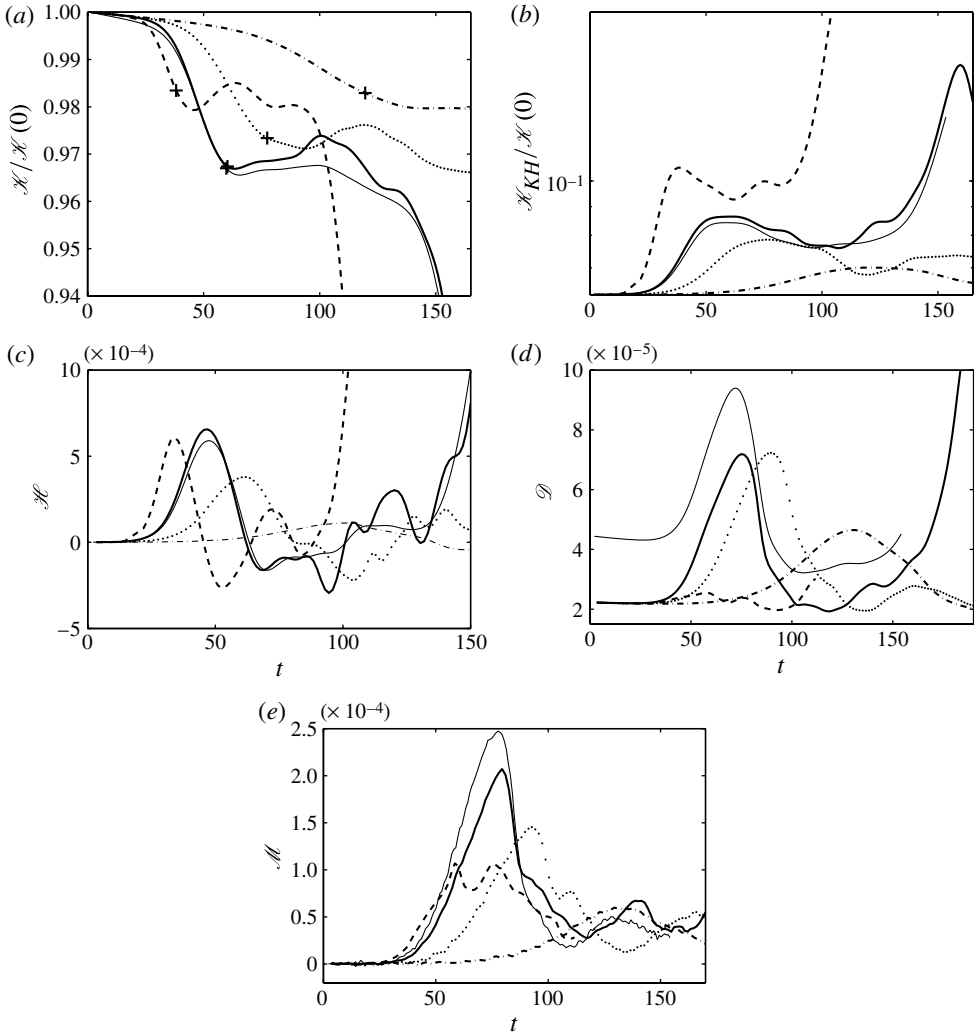 (a)
1.00
0.99
0.98
0.97
0.96
0.95
0.94
𝒦/𝒦(0)
0 50 100 150
(b)
10⁻¹
𝒦_KH/𝒦(0)
0 50 100 150
(c) (× 10⁻⁴)
10
5
0
−5
ℋ
0 50 100 150
t
(d) (× 10⁻⁵)
10
8
6
4
2
𝒟
0 50 100 150
t
(e) (× 10⁻⁴)
2.5
2.0
1.5
1.0
0.5
0
ℳ
0 50 100 150
t